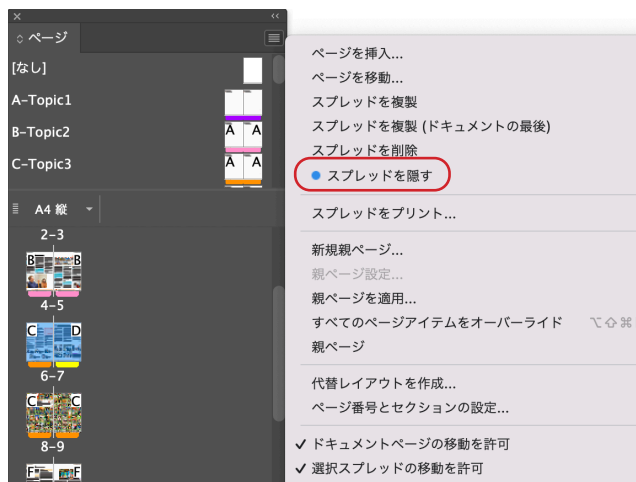 ページ
[なし]
A-Topic1
B-Topic2
A A
C-Topic3
A A
A4 縦
2-3
B B
4-5
C D
6-7
C C
8-9
F F
ページを挿入...
ページを移動...
スプレッドを複製
スプレッドを複製 (ドキュメントの最後)
スプレッドを削除
スプレッドを隠す
スプレッドをプリント...
新規親ページ...
親ページ設定...
親ページを適用...
すべてのページアイテムをオーバーライド ⌥⇧⌘
親ページ
代替レイアウトを作成...
ページ番号とセクションの設定...
✓ ドキュメントページの移動を許可
✓ 選択スプレッドの移動を許可